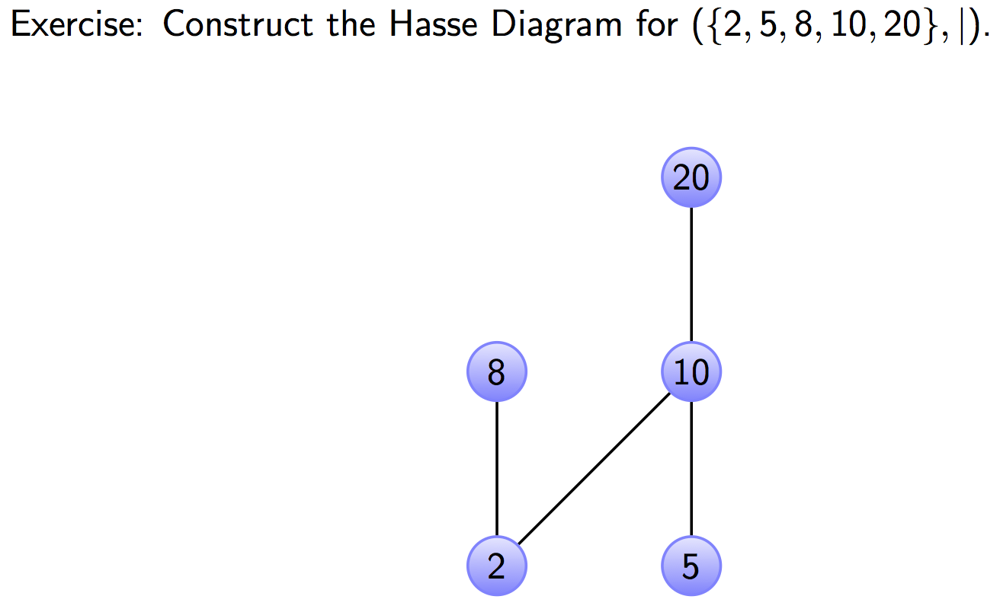 Exercise: Construct the Hasse Diagram for ({2, 5, 8, 10, 20}, |).
20
8 10
2 5